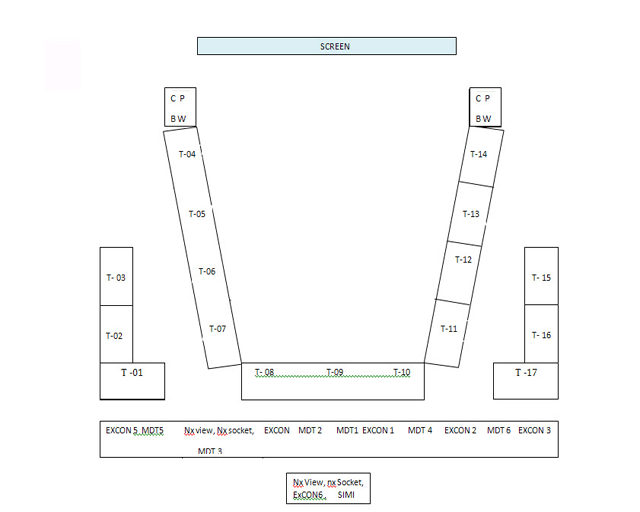 SCREEN
C P
B W
C P
B W
T-04
T-14
T-05
T-13
T-06
T-12
T-03
T-15
T-07
T-11
T-02
T-16
T -01
T- 08 T-09 T-10
T -17
EXCON 5 MDT5 Nx view, Nx socket, EXCON MDT 2 MDT1 EXCON 1 MDT 4 EXCON 2 MDT 6 EXCON 3
MDT 3
Nx View, nx Socket,
ExCON6, SIMI